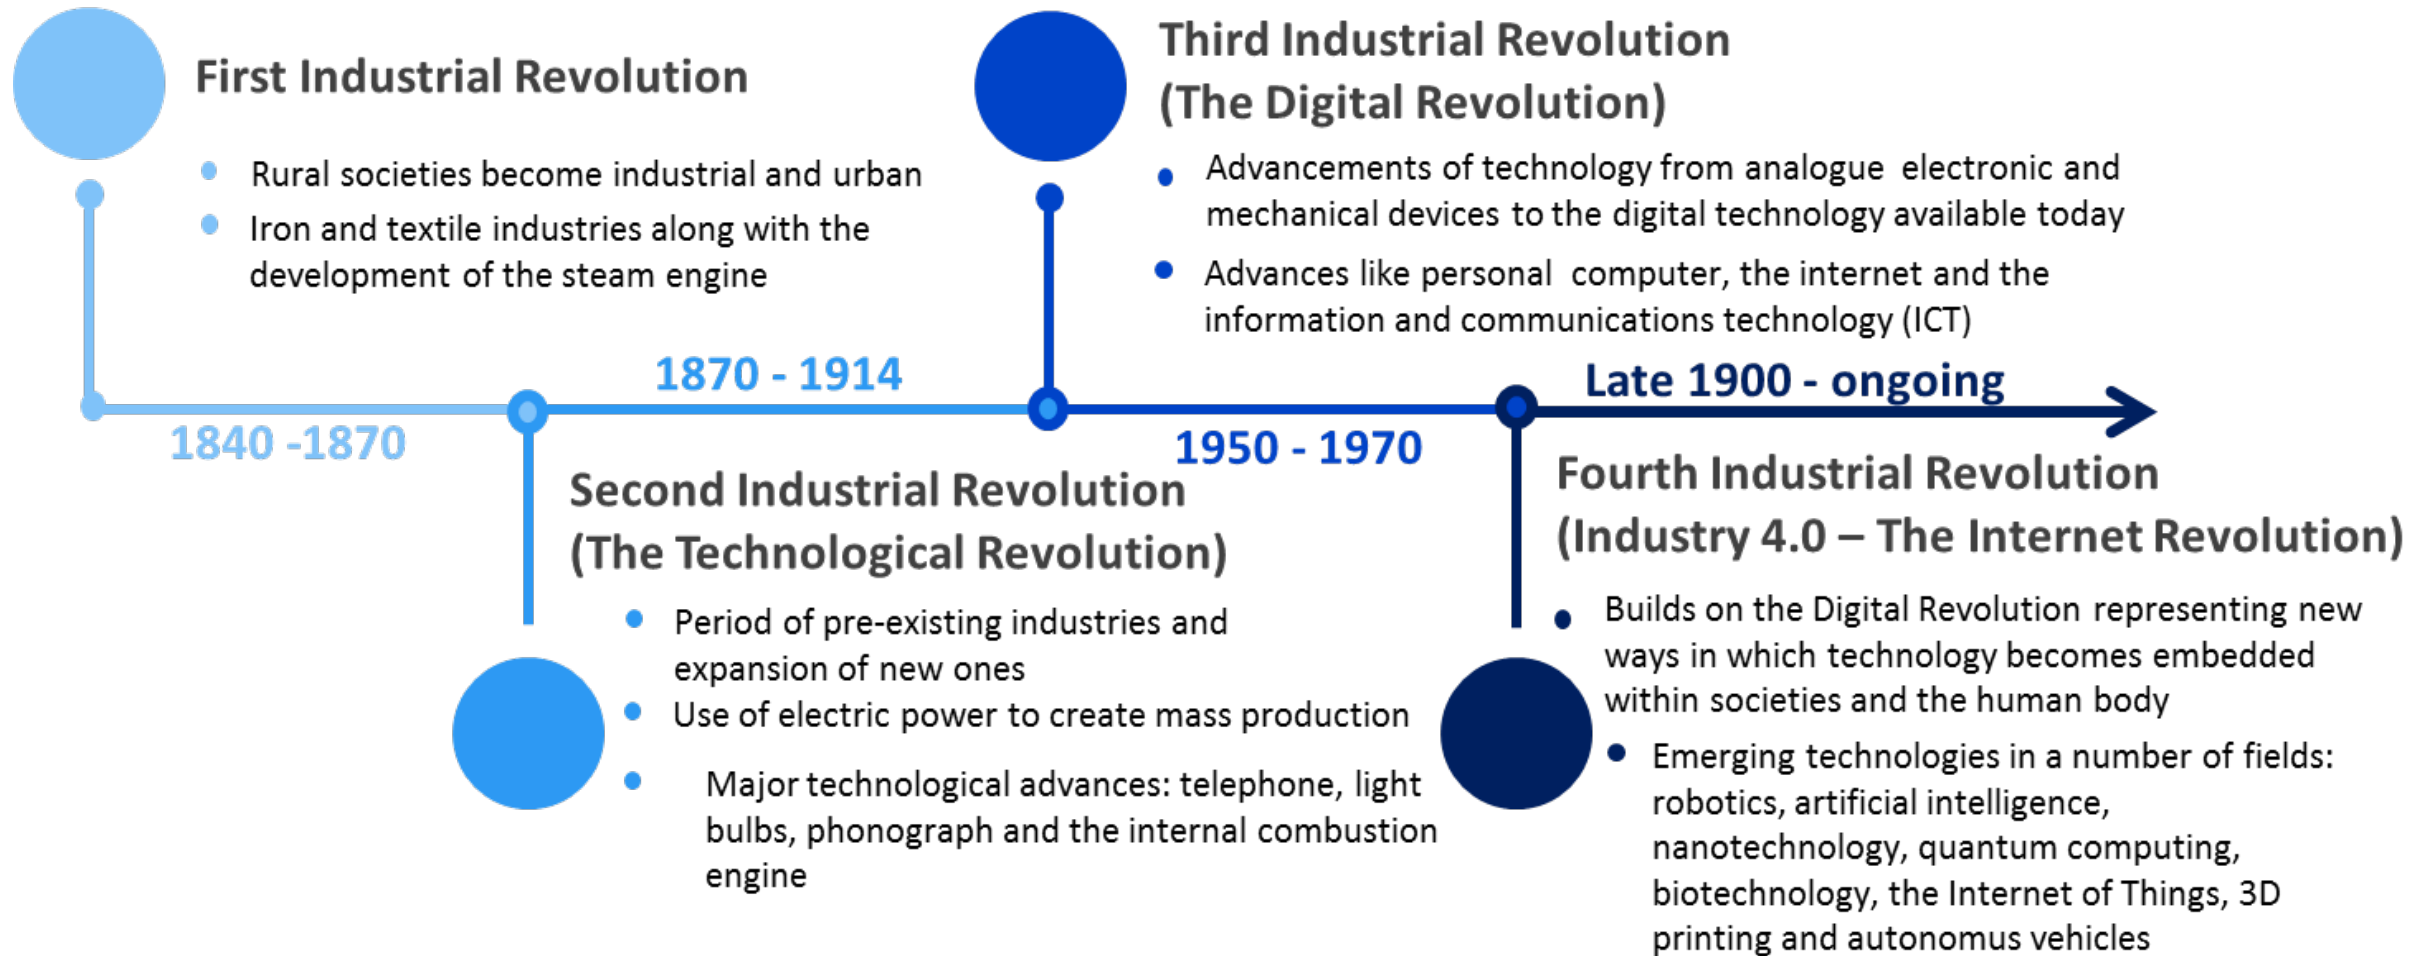 First Industrial Revolution
Rural societies become industrial and urban
Iron and textile industries along with the
development of the steam engine
1840 -1870
1870 - 1914
Second Industrial Revolution
(The Technological Revolution)
Period of pre-existing industries and
expansion of new ones
Use of electric power to create mass production
Major technological advances: telephone, light
bulbs, phonograph and the internal combustion
engine
Third Industrial Revolution
(The Digital Revolution)
Advancements of technology from analogue electronic and
mechanical devices to the digital technology available today
Advances like personal computer, the internet and the
information and communications technology (ICT)
1950 - 1970
Late 1900 - ongoing
Fourth Industrial Revolution
(Industry 4.0 – The Internet Revolution)
Builds on the Digital Revolution representing new
ways in which technology becomes embedded
within societies and the human body
Emerging technologies in a number of fields:
robotics, artificial intelligence,
nanotechnology, quantum computing,
biotechnology, the Internet of Things, 3D
printing and autonomus vehicles